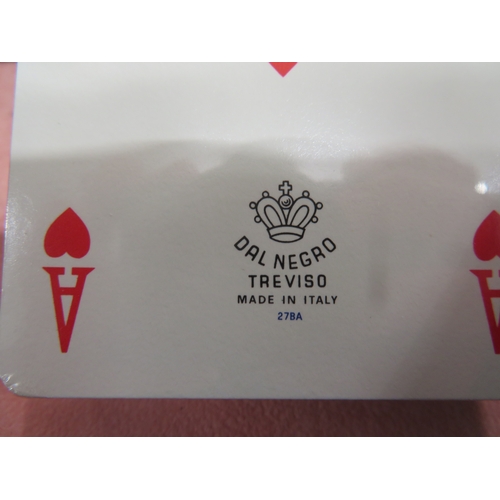 DAL NEGRO
TREVISO
MADE IN ITALY
27BA
A
A